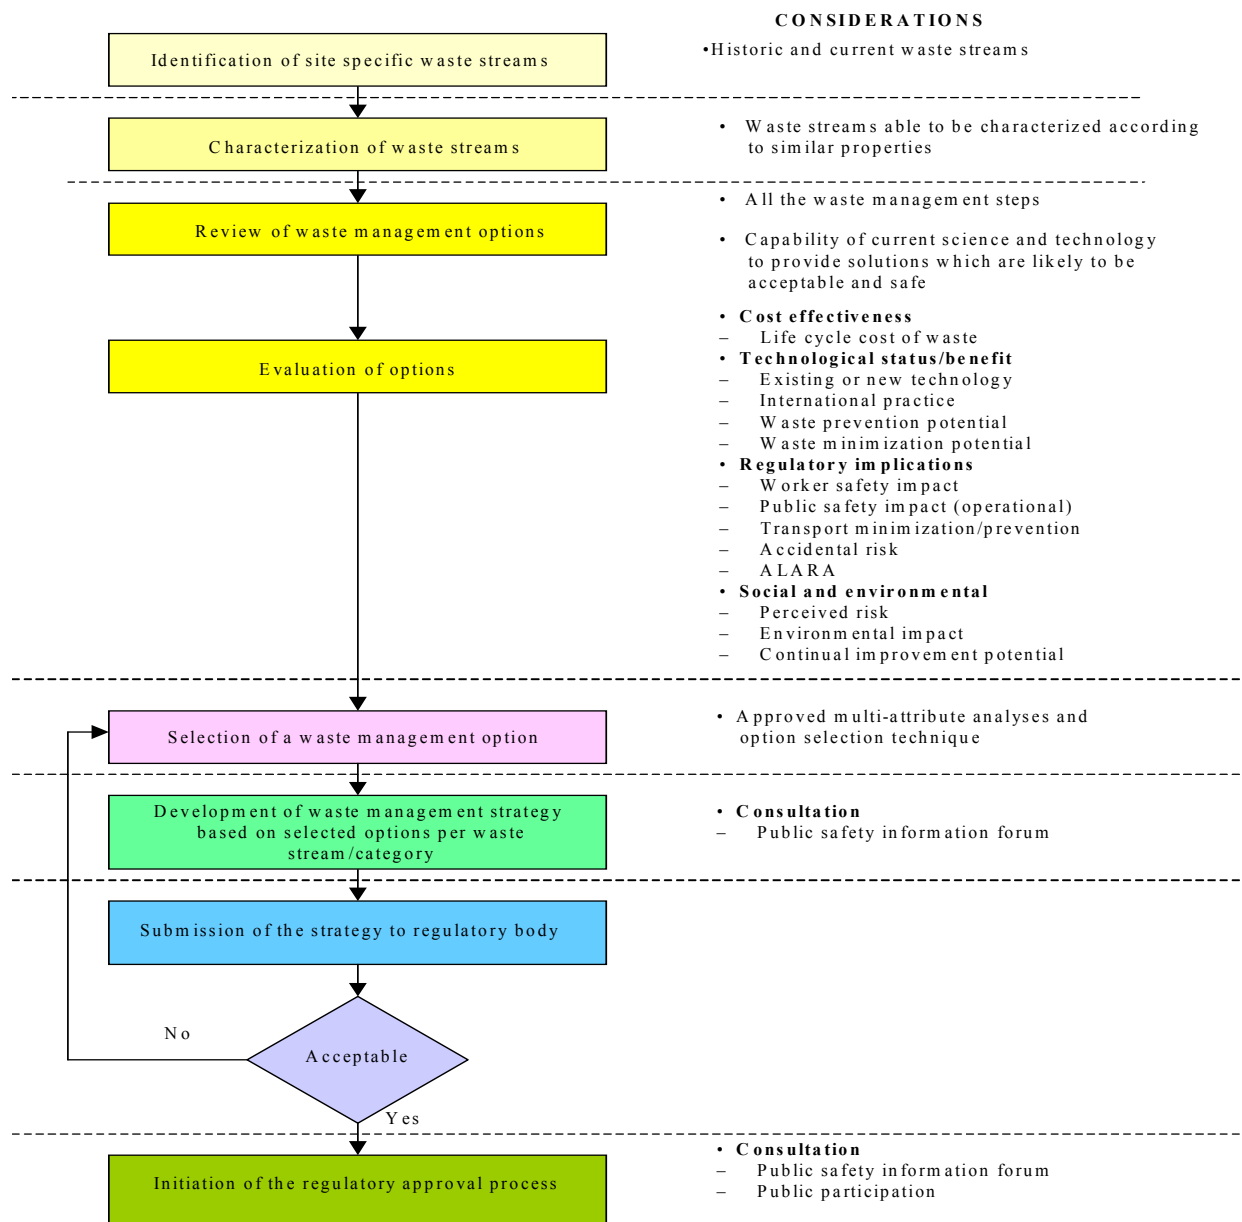 CONSIDERATIONS
Identification of site specific waste streams
•Historic and current waste streams
Characterization of waste streams
• Waste streams able to be characterized according
to similar properties
Review of waste management options
• All the waste management steps
• Capability of current science and technology
to provide solutions which are likely to be
acceptable and safe
Evaluation of options
• Cost effectiveness
– Life cycle cost of waste
• Technological status/benefit
– Existing or new technology
– International practice
– Waste prevention potential
– Waste minimization potential
• Regulatory implications
– Worker safety impact
– Public safety impact (operational)
– Transport minimization/prevention
– Accidental risk
– ALARA
• Social and environmental
– Perceived risk
– Environmental impact
– Continual improvement potential
Selection of a waste management option
• Approved multi-attribute analyses and
option selection technique
Development of waste management strategy
based on selected options per waste
stream/category
• Consultation
– Public safety information forum
Submission of the strategy to regulatory body
No
Acceptable
Yes
Initiation of the regulatory approval process
• Consultation
– Public safety information forum
– Public participation